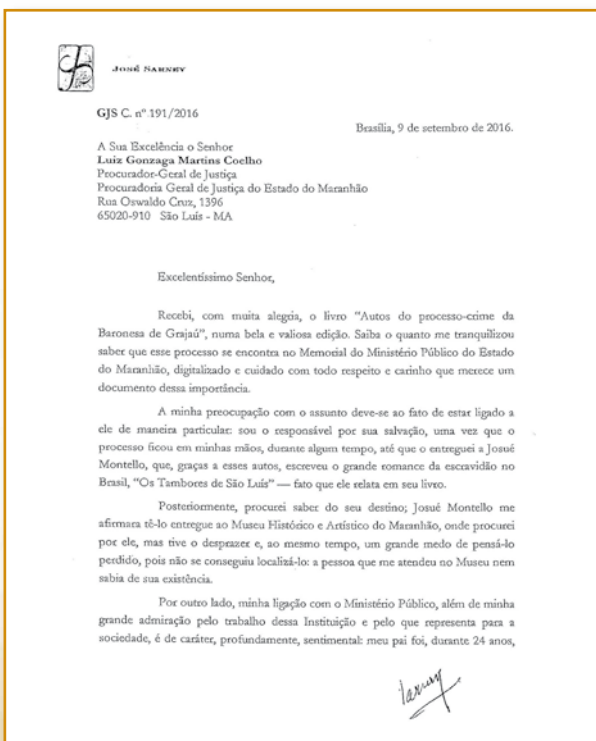 JOSÉ SARNEY
GJS C. nº 191/2016
Brasília, 9 de setembro de 2016.
A Sua Excelência o Senhor
Luiz Gonzaga Martins Coelho
Procurador-Geral de Justiça
Procuradoria Geral de Justiça do Estado do Maranhão
Rua Oswaldo Cruz, 1396
65020-910 São Luís - MA
Excelentíssimo Senhor,
Recebi, com muita alegria, o livro "Autos do processo-crime da
Baronesa de Grajaú", numa bela e valiosa edição. Saiba o quanto me tranquilizou
saber que esse processo se encontra no Memorial do Ministério Público do Estado
do Maranhão, digitalizado e cuidado com todo respeito e carinho que merece um
documento dessa importância.
A minha preocupação com o assunto deve-se ao fato de estar ligado a
ele de maneira particular: sou o responsável por sua salvação, uma vez que o
processo ficou em minhas mãos, durante algum tempo, até que o entreguei a Josué
Montello, que, graças a esses autos, escreveu o grande romance da escravidão no
Brasil, "Os Tambores de São Luís" — fato que ele relata em seu livro.
Posteriormente, procurei saber do seu destino; Josué Montello me
afirmara tê-lo entregue ao Museu Histórico e Artístico do Maranhão, onde procurei
por ele, mas tive o desprazer e, ao mesmo tempo, um grande medo de pensá-lo
perdido, pois não se conseguiu localizá-lo: a pessoa que me atendeu no Museu nem
sabia de sua existência.
Por outro lado, minha ligação com o Ministério Público, além de minha
grande admiração pelo trabalho dessa Instituição e pelo que representa para a
sociedade, é de caráter, profundamente, sentimental: meu pai foi, durante 24 anos,
Sarney